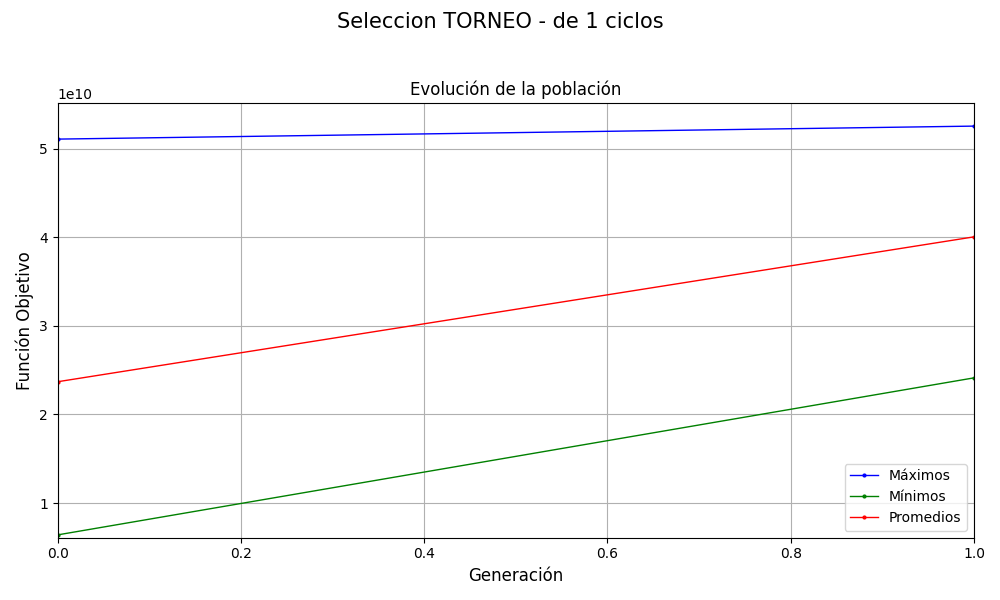 Seleccion TORNEO - de 1 ciclos
Evolución de la población
1e10
5
4
3
2
1
Función Objetivo
Máximos
Mínimos
Promedios
0.0 0.2 0.4 0.6 0.8 1.0
Generación